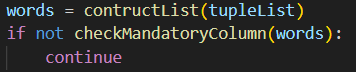 words = contructList(tupleList)
if not checkMandatoryColumn(words):
    continue